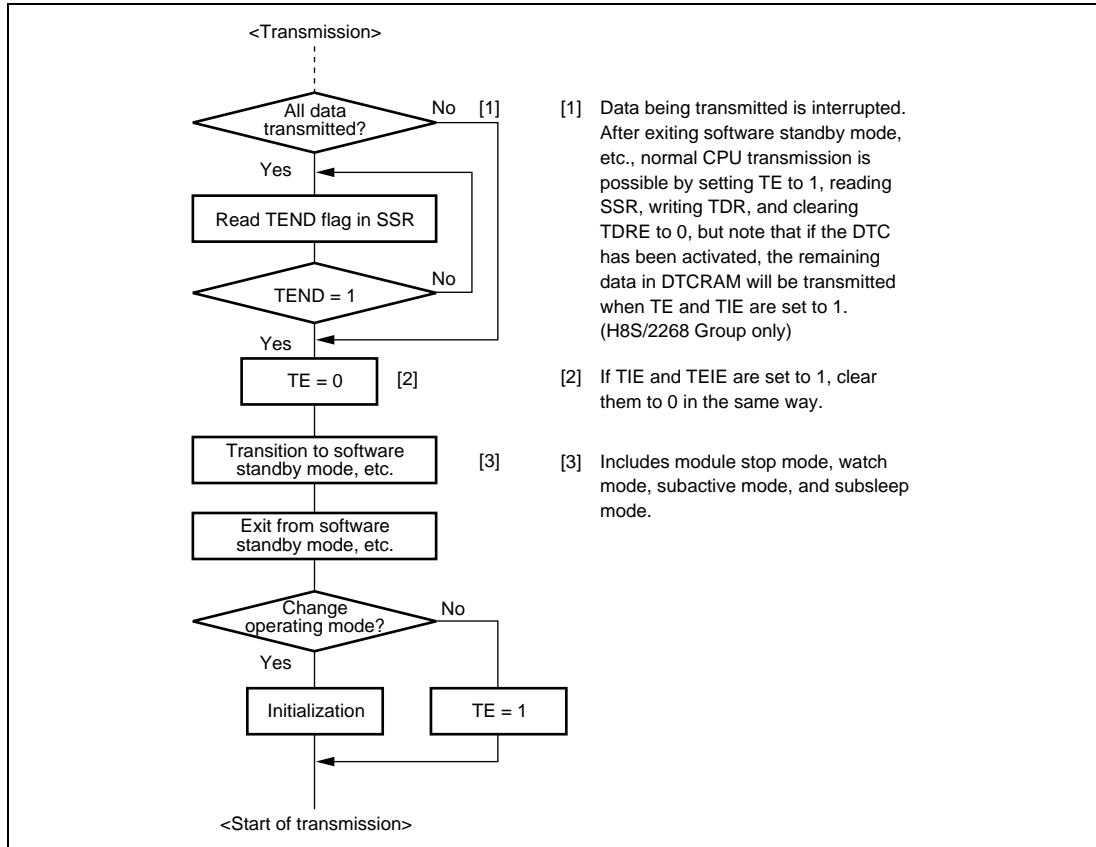 <Transmission>
All data
transmitted?
No [1]
Yes
Read TEND flag in SSR
TEND = 1
No
Yes
TE = 0 [2]
Transition to software
standby mode, etc.
[3]
Exit from software
standby mode, etc.
Change
operating mode?
No
Yes
Initialization
TE = 1
<Start of transmission>
[1] Data being transmitted is interrupted.
After exiting software standby mode,
etc., normal CPU transmission is
possible by setting TE to 1, reading
SSR, writing TDR, and clearing
TDRE to 0, but note that if the DTC
has been activated, the remaining
data in DTCRAM will be transmitted
when TE and TIE are set to 1.
(H8S/2268 Group only)
[2] If TIE and TEIE are set to 1, clear
them to 0 in the same way.
[3] Includes module stop mode, watch
mode, subactive mode, and subsleep
mode.